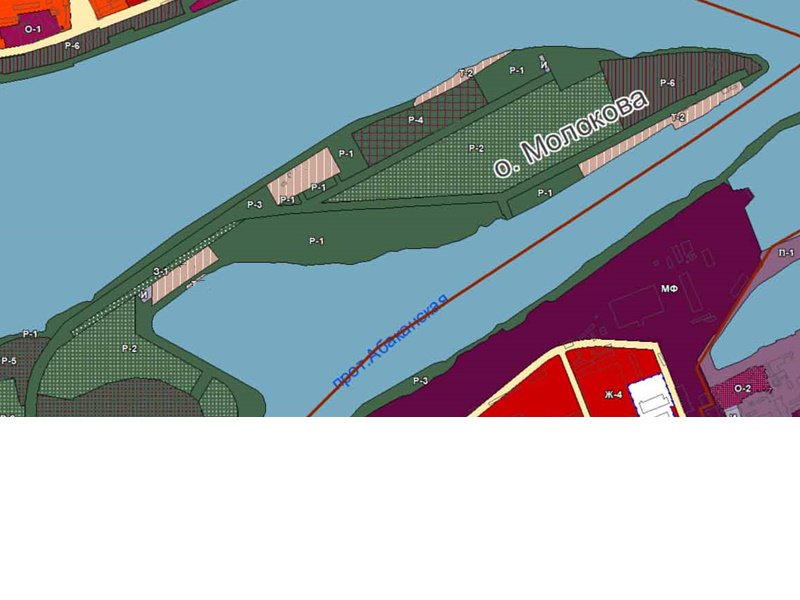 О-1
Р-6
Т-2
Р-1
И
Р-6
Р-4
о. Молокова
Т-2
Р-2
Р-1
Р-1
Р-1
Р-3
Р-1
Р-1
П-1
З-1
И
МФ
прот.Абаканская
Р-1
Р-2
Р-5
Р-3
О-2
Ж-4